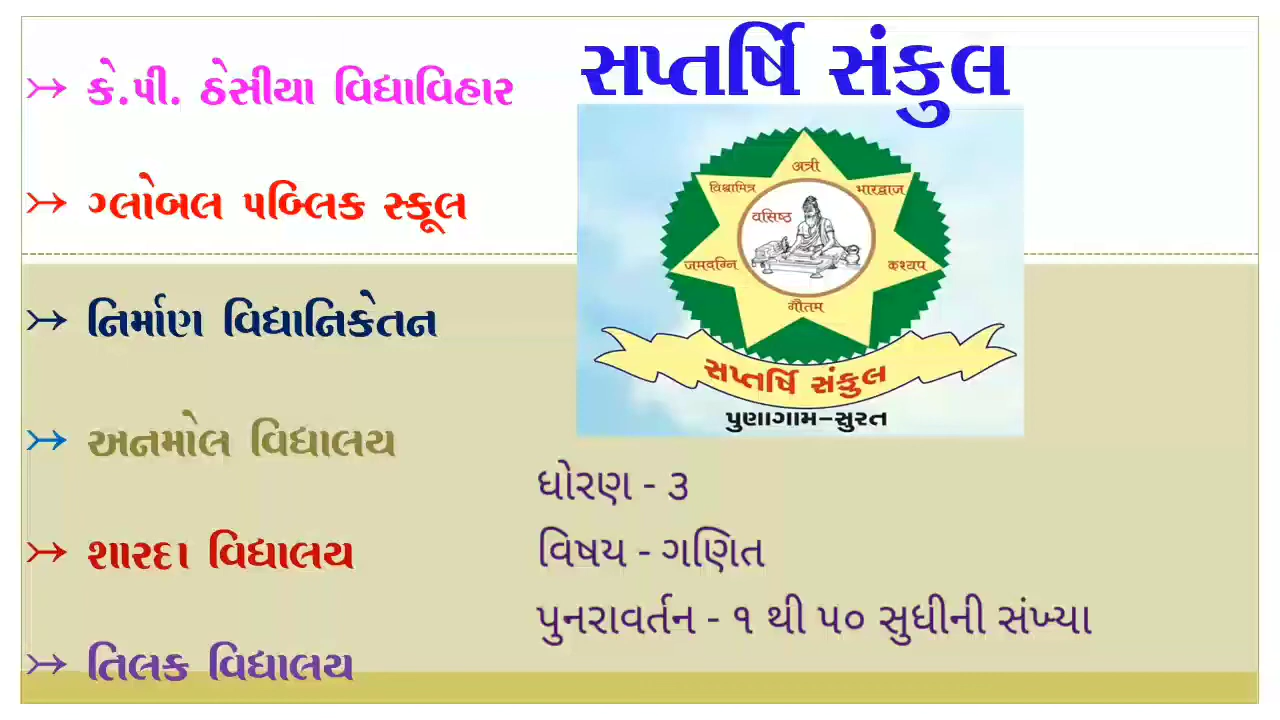 સપ્તર્ષિ સંકુલ
↣ કે.પી. ઠેસીયા વિદ્યાવિહાર
↣ ગ્લોબલ પબ્લિક સ્કૂલ
↣ નિર્માણ વિદ્યાનિકેતન
↣ અનમોલ વિદ્યાલય
↣ શારદા વિદ્યાલય
↣ તિલક વિદ્યાલય
अत्री
विश्वामित्र
भारद्वाज
वसिष्ठ
जमदग्नि
कश्यप
गौतम
સપ્તર્ષિ સંકુલ
પુણાગામ-સુરત
ધોરણ - ૩
વિષય - ગણિત
પુનરાવર્તન - ૧ થી ૫૦ સુધીની સંખ્યા